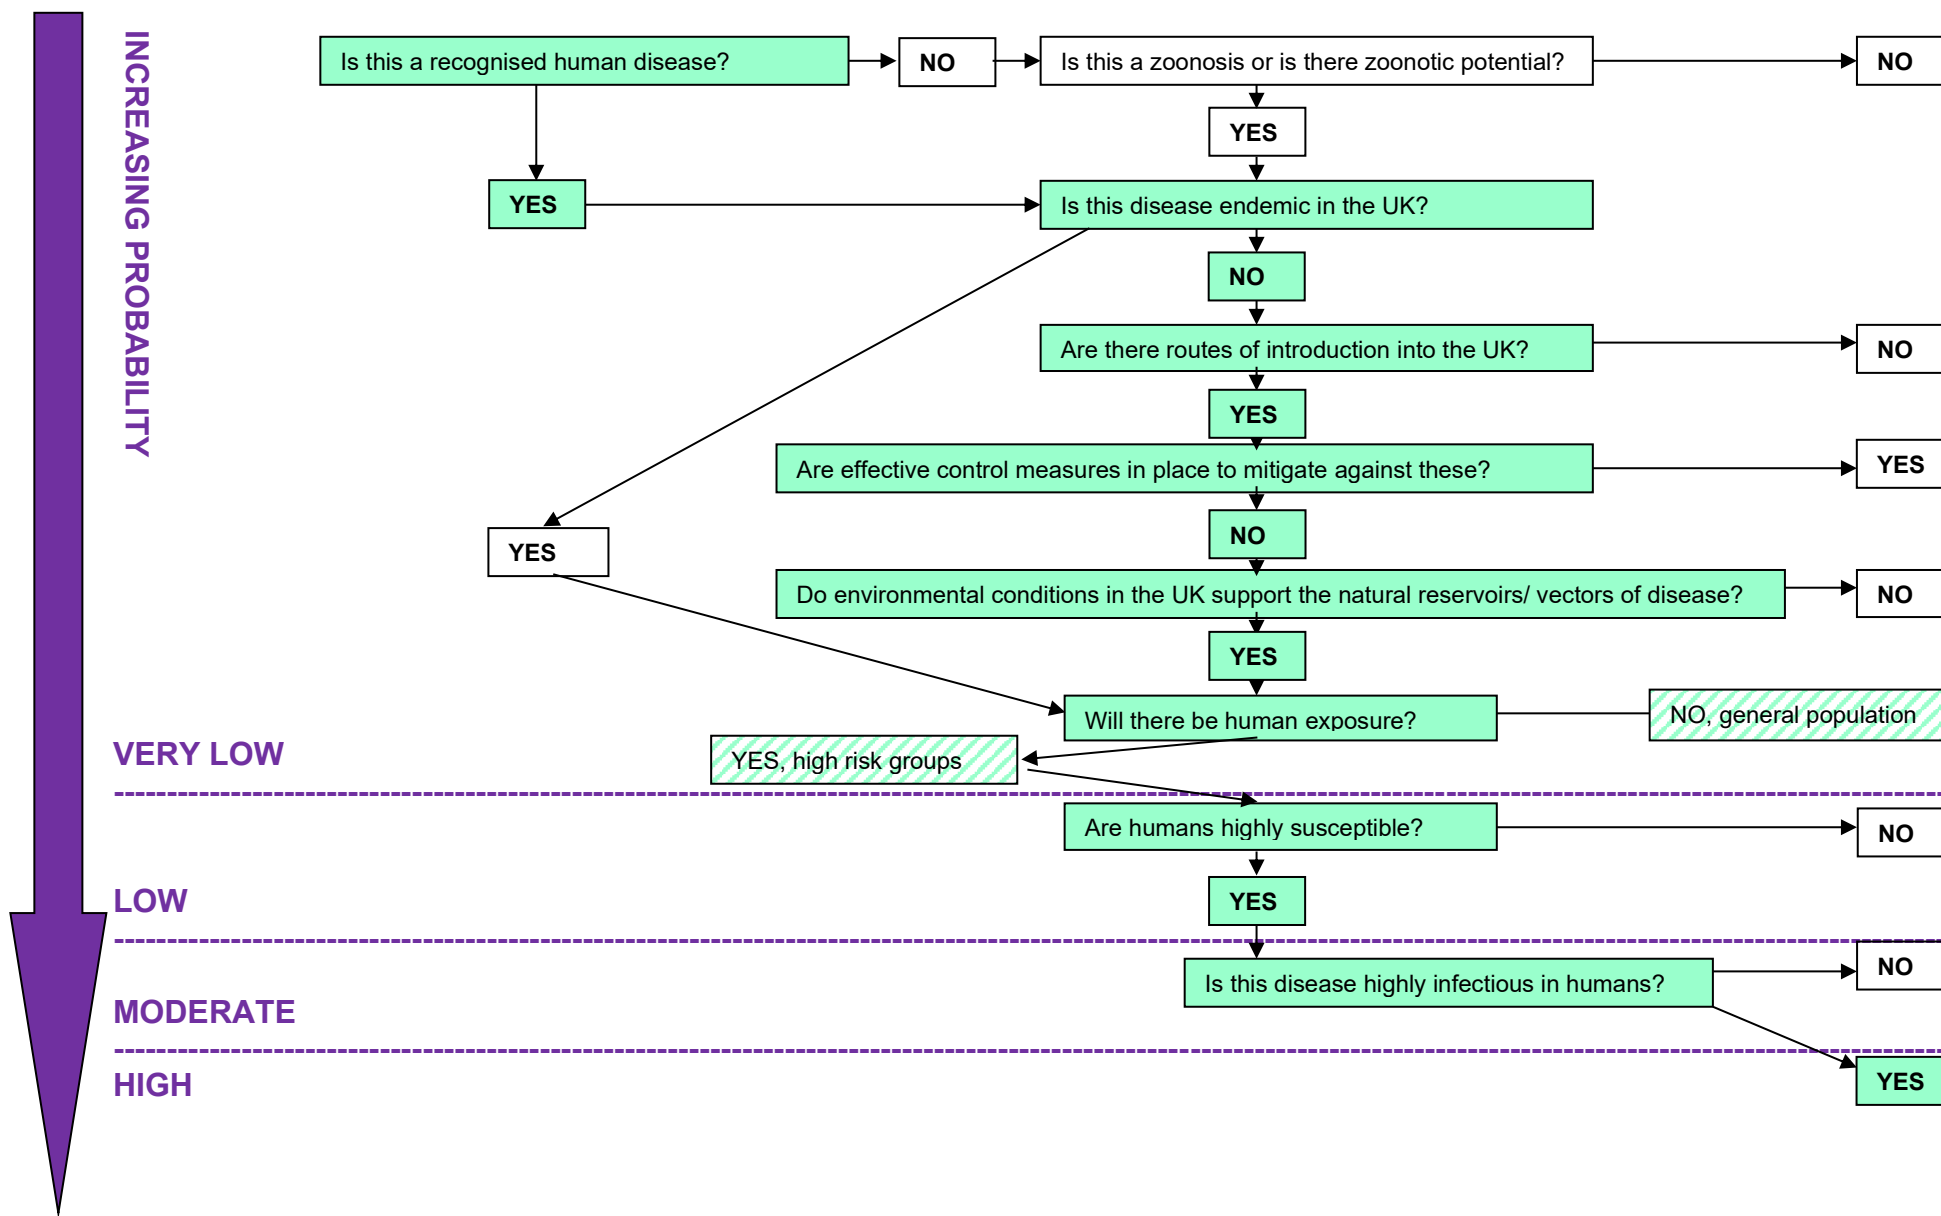 INCREASING PROBABILITY
Is this a recognised human disease?
NO
Is this a zoonosis or is there zoonotic potential?
NO
YES
YES
Is this disease endemic in the UK?
NO
Are there routes of introduction into the UK?
NO
YES
Are effective control measures in place to mitigate against these?
YES
NO
YES
Do environmental conditions in the UK support the natural reservoirs/ vectors of disease?
NO
YES
Will there be human exposure?
NO, general population
YES, high risk groups
VERY LOW
Are humans highly susceptible?
NO
YES
LOW
Is this disease highly infectious in humans?
NO
MODERATE
HIGH
YES